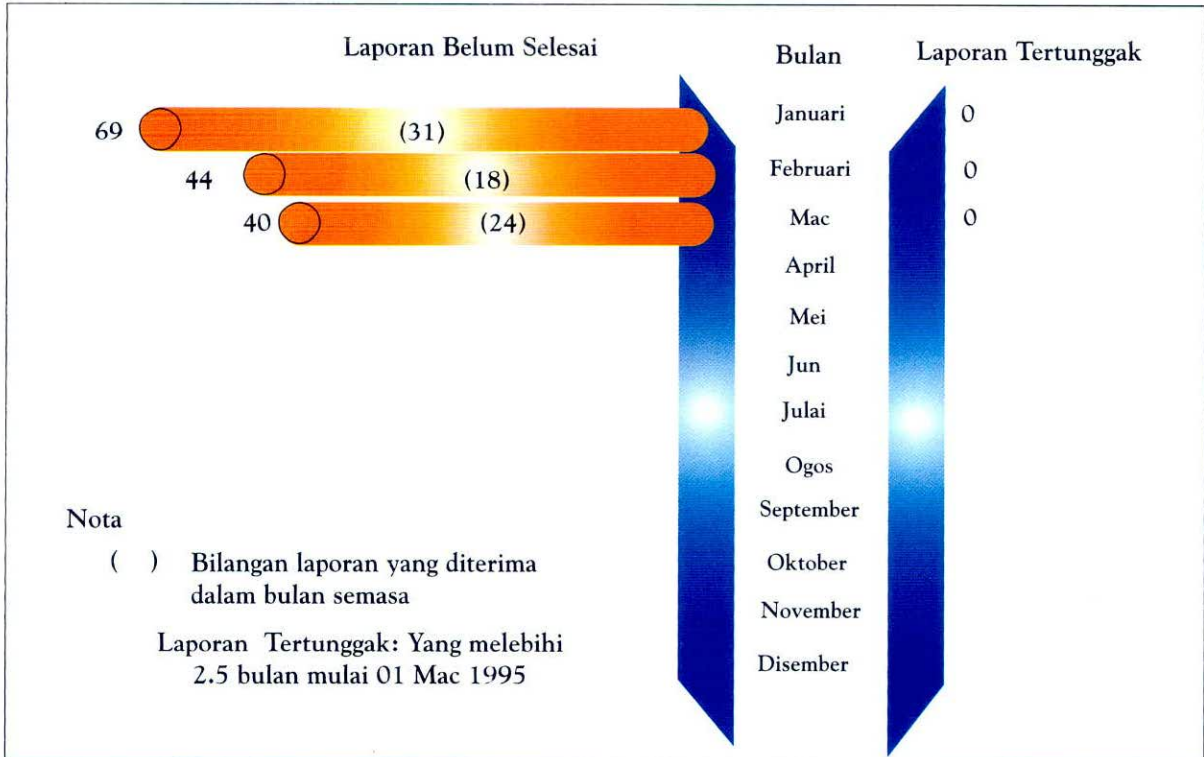 Laporan Belum Selesai
Bulan
Laporan Tertunggak
69 (31) Januari 0
44 (18) Februari 0
40 (24) Mac 0
April
Mei
Jun
Julai
Ogos
September
Oktober
November
Disember
Nota
( ) Bilangan laporan yang diterima
dalam bulan semasa
Laporan Tertunggak: Yang melebihi
2.5 bulan mulai 01 Mac 1995